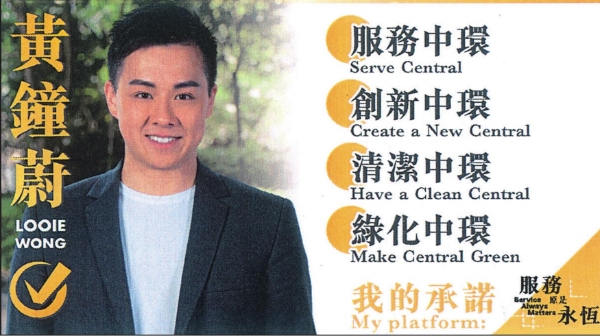 黃鐘蔚
LOOIE
WONG
服務中環
Serve Central
創新中環
Create a New Central
清潔中環
Have a Clean Central
綠化中環
Make Central Green
我的承諾
My platform:
服務
原足
永恆
Service
Always
Matters